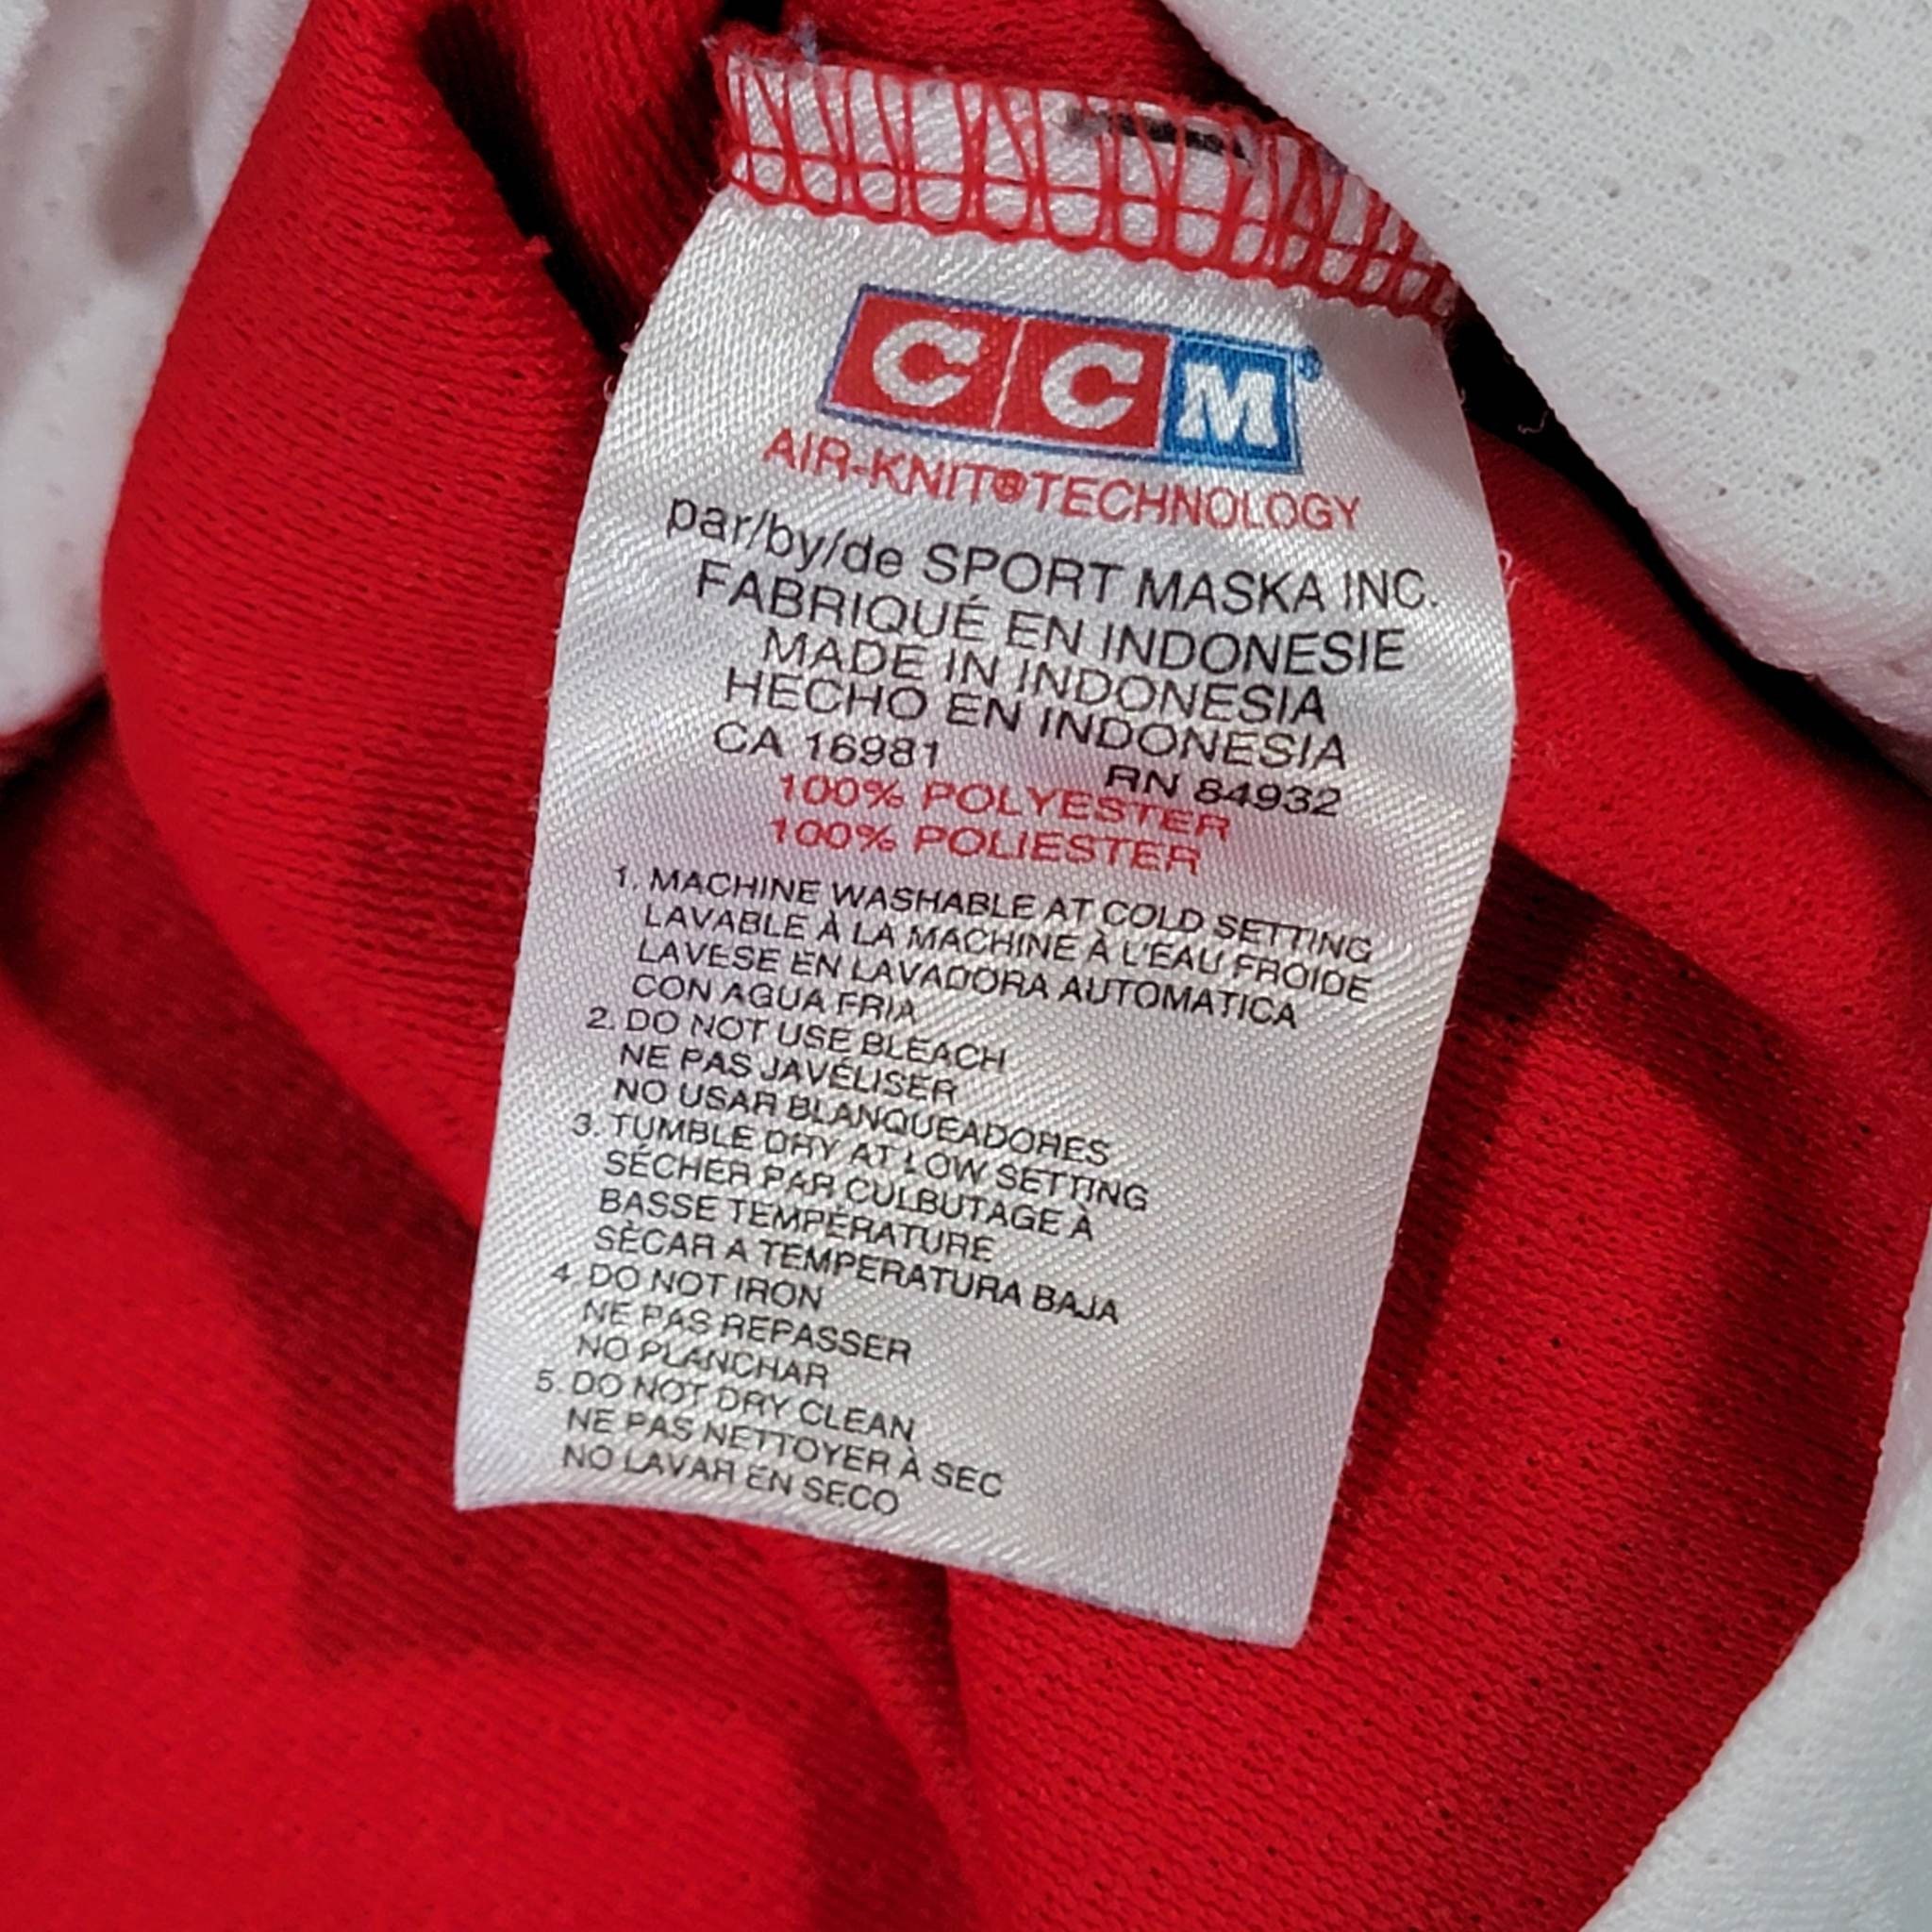 CCM®
AIR-KNIT®TECHNOLOGY
par/by/de SPORT MASKA INC.
FABRIQUÉ EN INDONESIE
MADE IN INDONESIA
HECHO EN INDONESIA
CA 16981 RN 84932
100% POLYESTER
100% POLIESTER
1. MACHINE WASHABLE AT COLD SETTING
LAVABLE À LA MACHINE À L'EAU FROIDE
LAVESE EN LAVADORA AUTOMATICA
CON AGUA FRIA
2. DO NOT USE BLEACH
NE PAS JAVÉLISER
NO USAR BLANQUEADORES
3. TUMBLE DRY AT LOW SETTING
SÉCHER PAR CULBUTAGE À
BASSE TEMPÉRATURE
SÈCAR A TEMPERATURA BAJA
4. DO NOT IRON
NE PAS REPASSER
NO PLANCHAR
5. DO NOT DRY CLEAN
NE PAS NETTOYER À SEC
NO LAVAR EN SECO